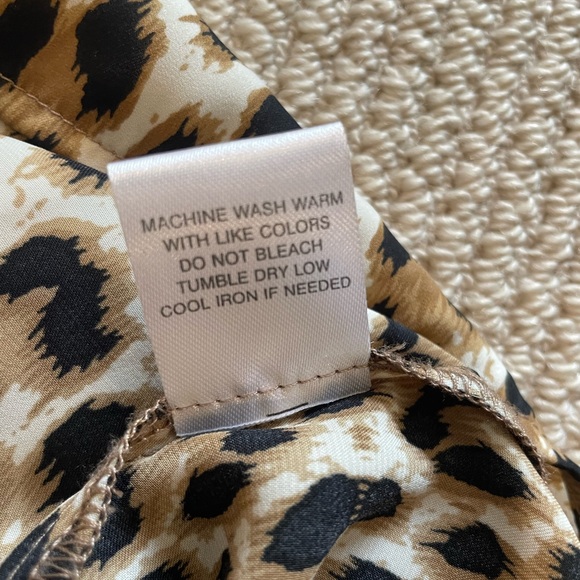 MACHINE WASH WARM
WITH LIKE COLORS
DO NOT BLEACH
TUMBLE DRY LOW
COOL IRON IF NEEDED